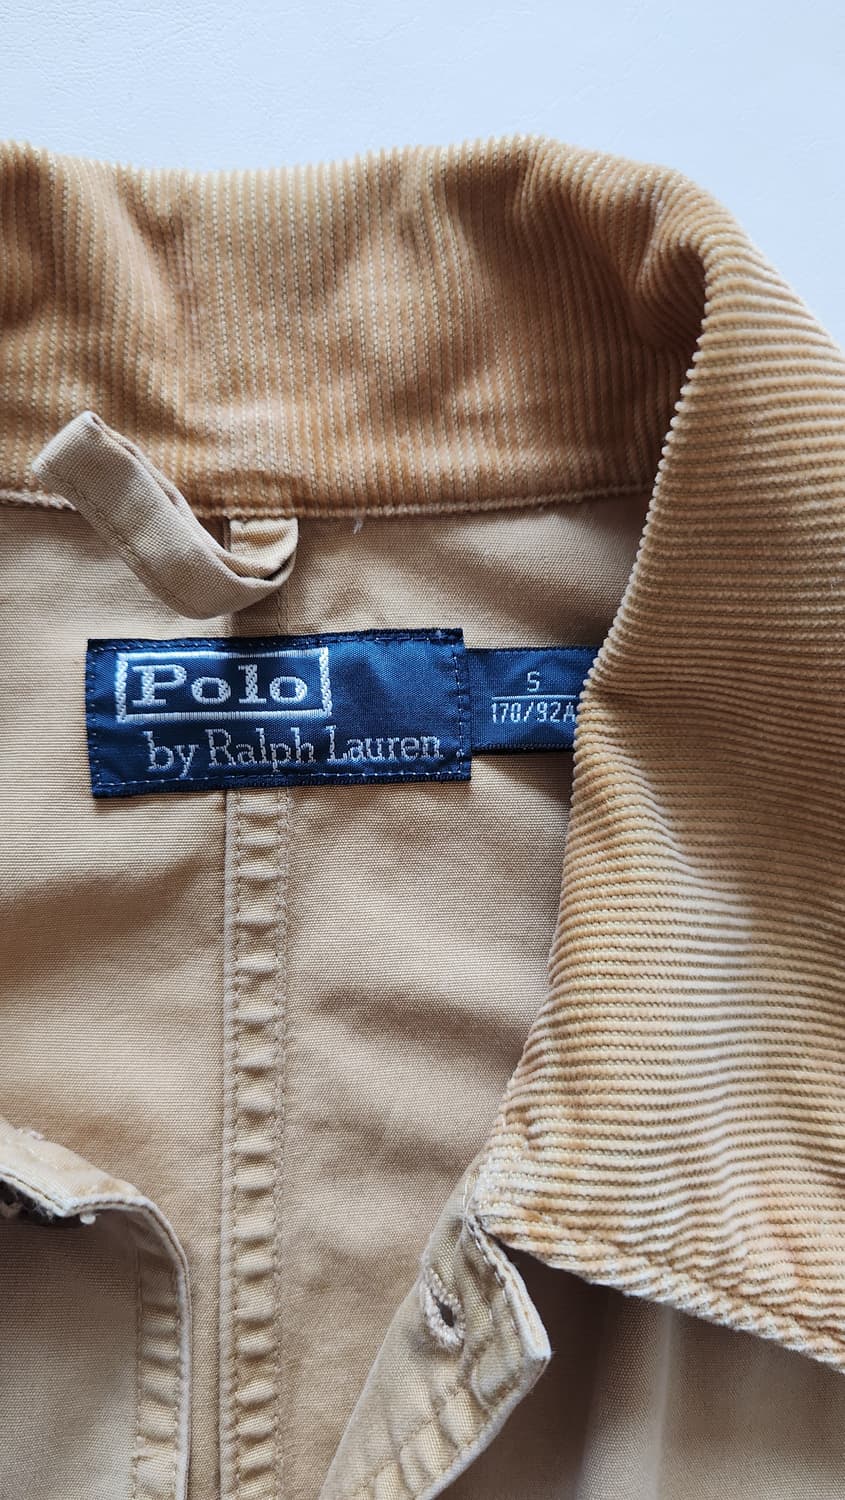 Polo
by Ralph Lauren
S
170/92A